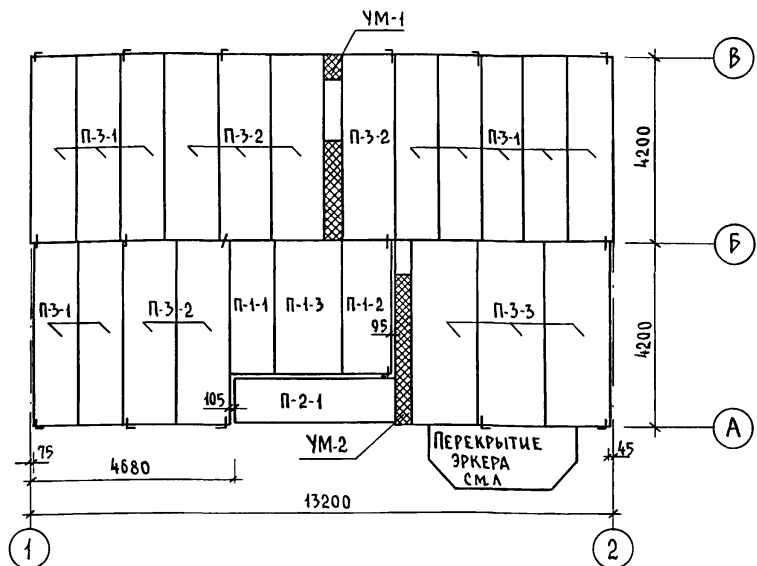 УМ-1
В
П-3-1
П-3-2
П-3-2
П-3-1
4200
Б
П-3-1
П-3-2
П-1-1
П-1-3
П-1-2
П-3-3
95
4200
105
П-2-1
А
УМ-2
ПЕРЕКРЫТИЕ
ЭРКЕРА
СМ.Л
75
45
4680
13200
1
2